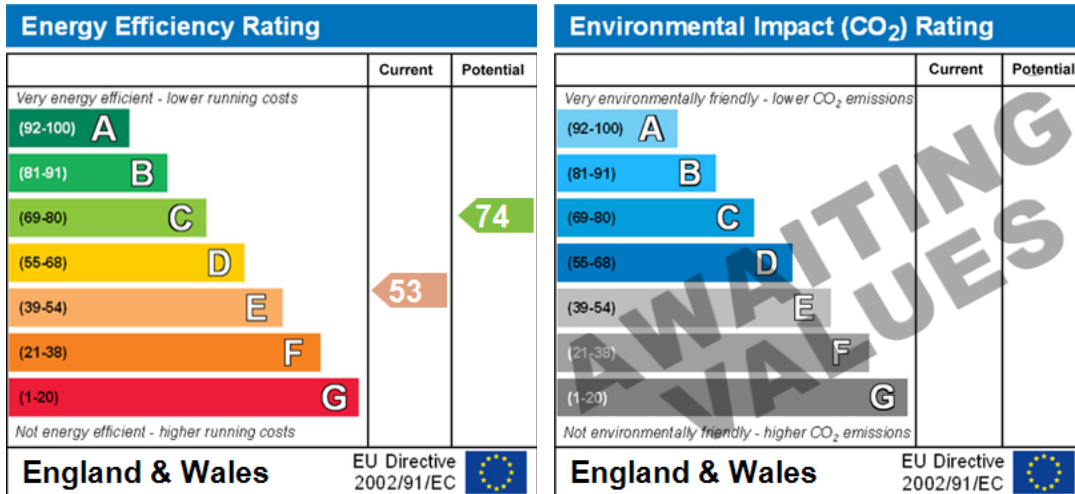 Energy Efficiency Rating
Current Potential
Very energy efficient - lower running costs
(92-100) A
(81-91) B
(69-80) C
74
(55-68) D
(39-54) E
53
(21-38) F
(1-20) G
Not energy efficient - higher running costs
England & Wales
EU Directive
2002/91/EC
Environmental Impact (CO₂) Rating
Current Potential
Very environmentally friendly - lower CO₂ emissions
(92-100) A
(81-91) B
(69-80) C
(55-68) D
(39-54) E
(21-38) F
(1-20) G
AWAITING
VALUES
Not environmentally friendly - higher CO₂ emissions
England & Wales
EU Directive
2002/91/EC